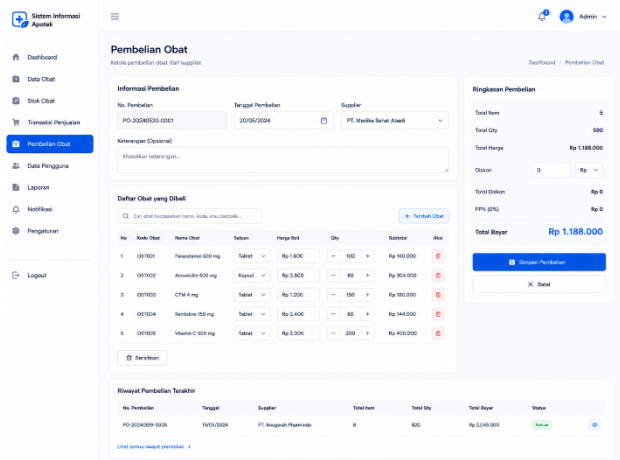 Sistem Informasi
Apotek
Dashboard
Data Obat
Stok Obat
Transaksi Penjualan
Pembelian Obat
Data Pengguna
Laporan
Notifikasi
Pengaturan
Logout
Admin
Pembelian Obat
Kelola pembelian obat dari supplier.
Dashboard / Pembelian Obat
Informasi Pembelian
No. Pembelian Tanggal Pembelian Supplier
PO-20240520-0001 20/05/2024 PT. Medika Sehat Abadi
Keterangan (Opsional)
Masukkan keterangan...
Daftar Obat yang Dibeli
Cari obat berdasarkan nama, kode, atau barcode...
+ Tambah Obat
No Kode Obat Nama Obat Satuan Harga Beli Qty Subtotal Aksi
1 OBT001 Paracetamol 500 mg Tablet Rp 1.600 − 100 + Rp 160.000
2 OBT002 Amoxicillin 500 mg Kapsul Rp 3.800 − 80 + Rp 304.000
3 OBT003 CTM 4 mg Tablet Rp 1.200 − 150 + Rp 180.000
4 OBT004 Ranitidine 150 mg Tablet Rp 2.400 − 60 + Rp 144.000
5 OBT005 Vitamin C 500 mg Tablet Rp 2.000 − 200 + Rp 400.000
Bersihkan
Ringkasan Pembelian
Total Item 5
Total Qty 590
Total Harga Rp 1.188.000
Diskon 0 Rp
Total Diskon Rp 0
PPN (0%) Rp 0
Total Bayar Rp 1.188.000
Simpan Pembelian
× Batal
Riwayat Pembelian Terakhir
No. Pembelian Tanggal Supplier Total Item Total Qty Total Bayar Status
PO-20240519-0005 19/05/2024 PT. Anugerah Pharmindo 8 820 Rp 2.045.000
Lihat semua riwayat pembelian >